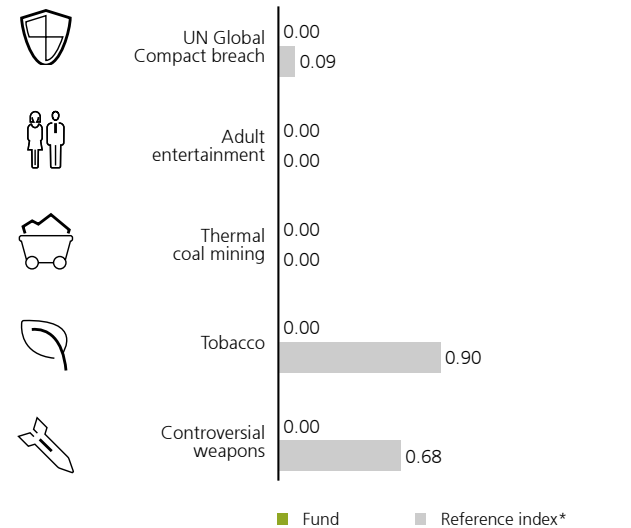 UN Global
Compact breach
0.00
0.09
Adult
entertainment
0.00
0.00
Thermal
coal mining
0.00
0.00
Tobacco
0.00
0.90
Controversial
weapons
0.00
0.68
Fund
Reference index*